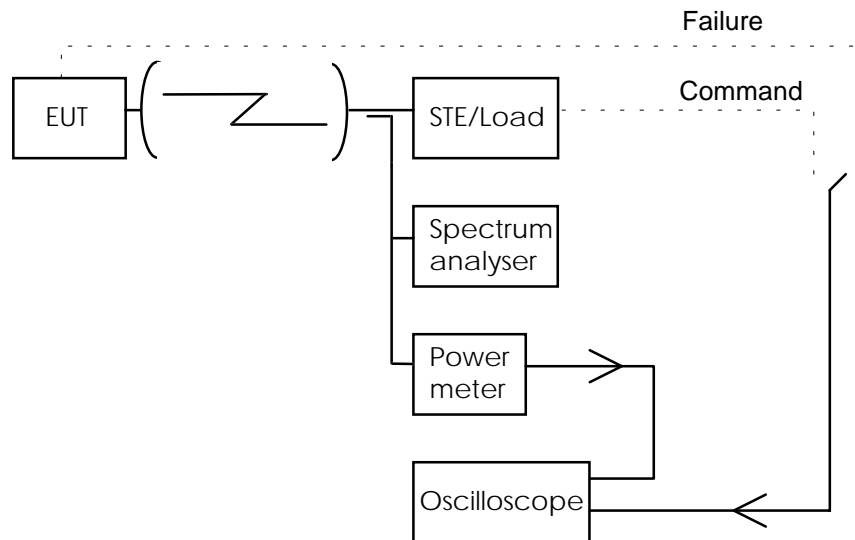 Failure
Command
EUT
STE/Load
Spectrum
analyser
Power
meter
Oscilloscope